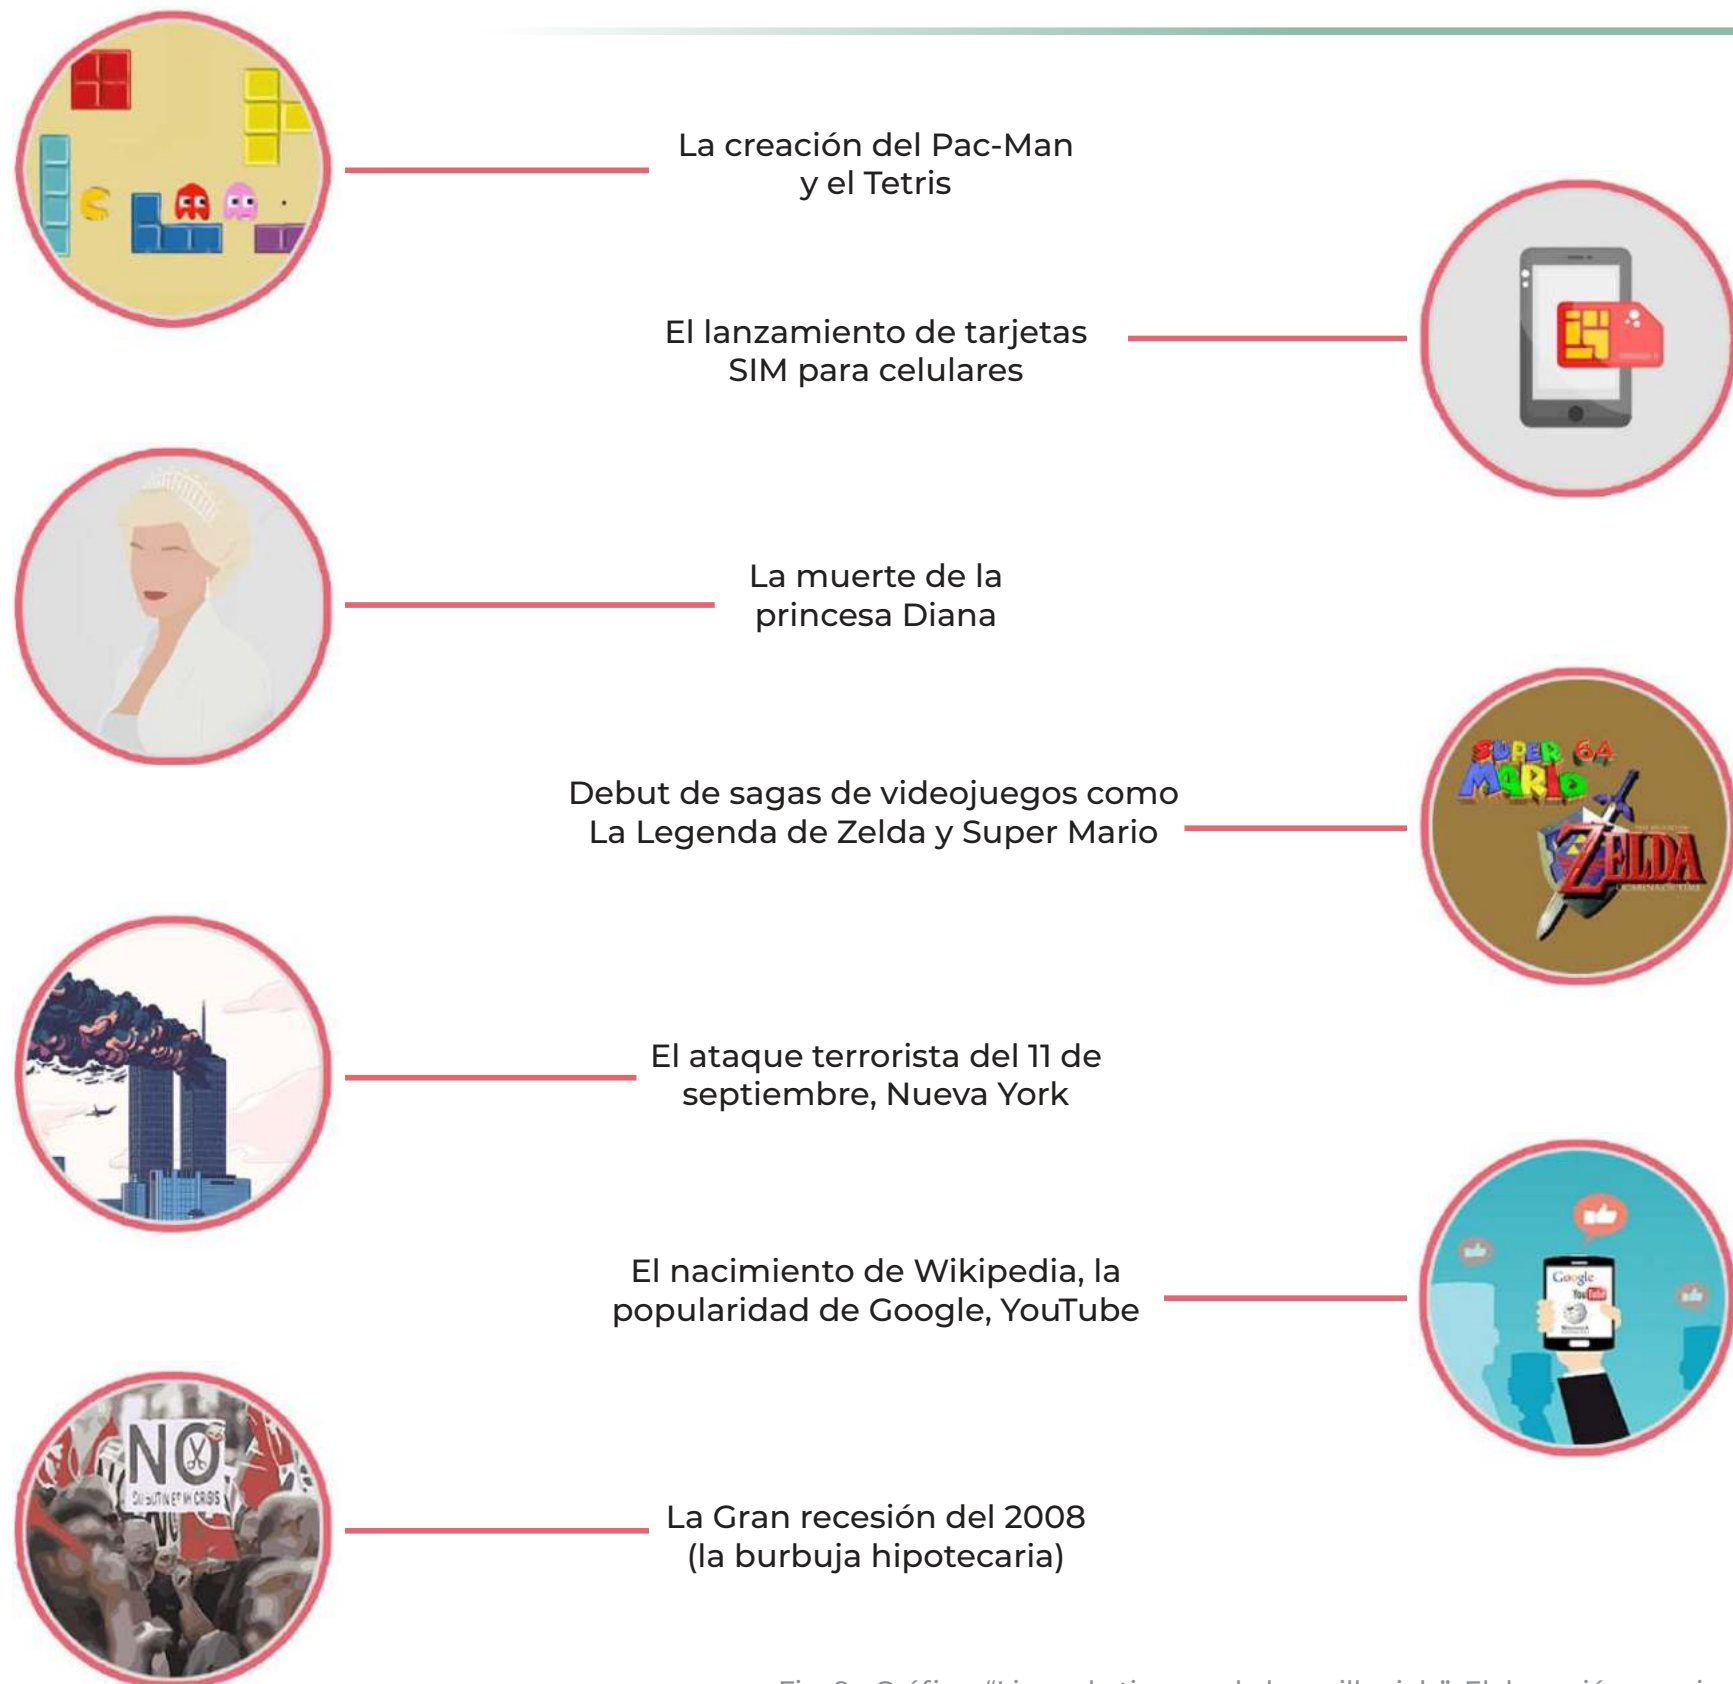 La creación del Pac-Man
y el Tetris
El lanzamiento de tarjetas
SIM para celulares
La muerte de la
princesa Diana
Debut de sagas de videojuegos como
La Legenda de Zelda y Super Mario
SUPER 64
MARIO
ZELDA
El ataque terrorista del 11 de
septiembre, Nueva York
El nacimiento de Wikipedia, la
popularidad de Google, YouTube
Google
YouTube
NO
La Gran recesión del 2008
(la burbuja hipotecaria)